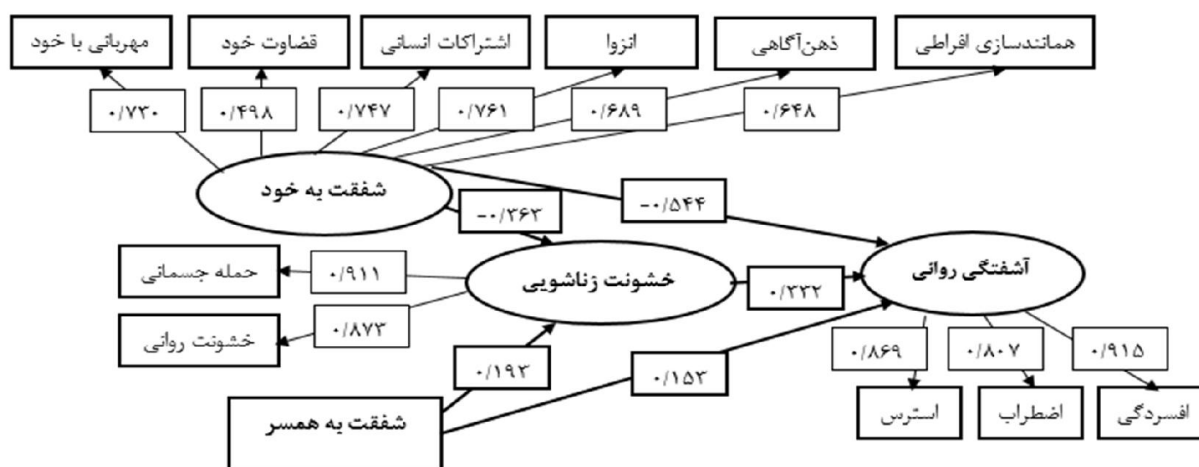 همانندسازی افراطی
ذهن‌آگاهی
انزوا
اشتراکات انسانی
قضاوت خود
مهربانی با خود
۰/۶۴۸
۰/۶۸۹
۰/۷۶۱
۰/۷۴۷
۰/۴۹۸
۰/۷۳۰
شفقت به خود
-۰/۵۴۴
-۰/۳۶۳
آشفتگی روانی
خشونت زناشویی
۰/۹۱۱
حمله جسمانی
۰/۳۳۲
۰/۸۷۳
خشونت روانی
۰/۹۱۵
۰/۸۰۷
۰/۸۶۹
۰/۱۵۳
۰/۱۹۳
افسردگی
اضطراب
استرس
شفقت به همسر